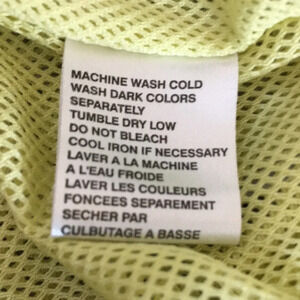 MACHINE WASH COLD
WASH DARK COLORS
SEPARATELY
TUMBLE DRY LOW
DO NOT BLEACH
COOL IRON IF NECESSARY
LAVER A LA MACHINE
A L'EAU FROIDE
LAVER LES COULEURS
FONCEES SEPAREMENT
SECHER PAR
CULBUTAGE A BASSE